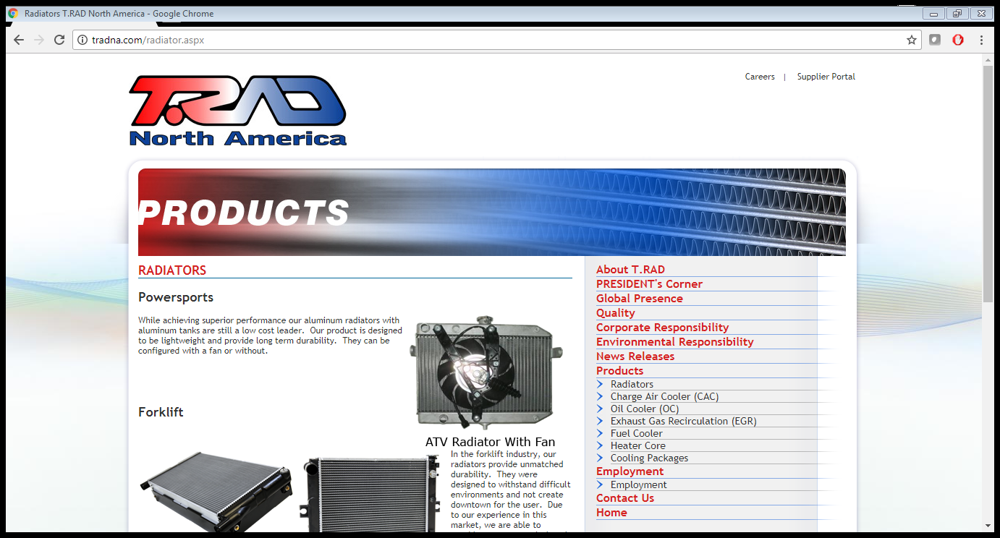 Radiators T.RAD North America - Google Chrome
tradna.com/radiator.aspx
Careers | Supplier Portal
T.RAD
North America
PRODUCTS
RADIATORS
Powersports
While achieving superior performance our aluminum radiators with
aluminum tanks are still a low cost leader. Our product is designed
to be lightweight and provide long term durability. They can be
configured with a fan or without.
ATV Radiator With Fan
Forklift
In the forklift industry, our
radiators provide unmatched
durability. They were
designed to withstand difficult
environments and not create
downtown for the user. Due
to our experience in this
market, we are able to
About T.RAD
PRESIDENT's Corner
Global Presence
Quality
Corporate Responsibility
Environmental Responsibility
News Releases
Products
Radiators
Charge Air Cooler (CAC)
Oil Cooler (OC)
Exhaust Gas Recirculation (EGR)
Fuel Cooler
Heater Core
Cooling Packages
Employment
Employment
Contact Us
Home